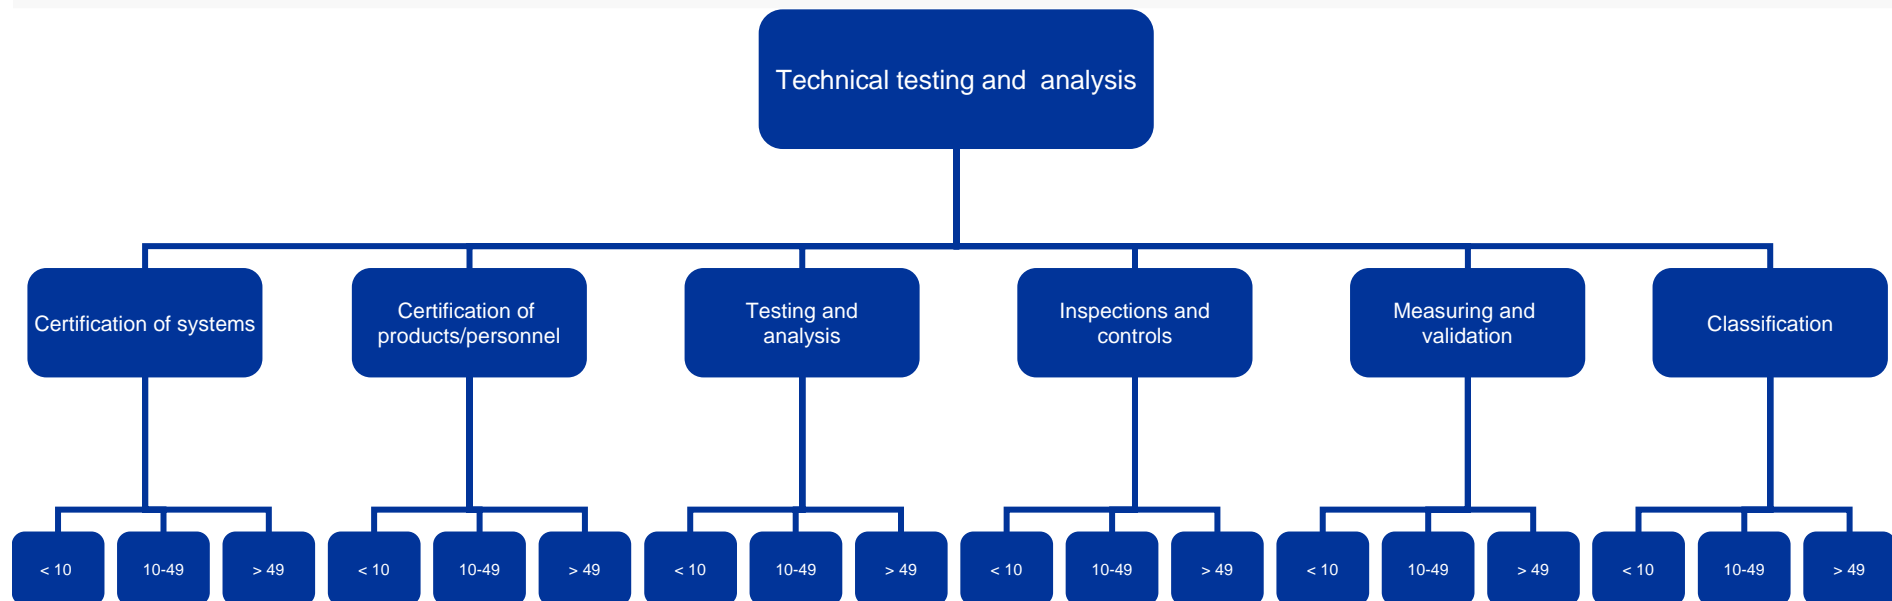 Technical testing and  analysis
Certification of systems
Certification of
products/personnel
Testing and
analysis
Inspections and
controls
Measuring and
validation
Classification
< 10
10-49
> 49
< 10
10-49
> 49
< 10
10-49
> 49
< 10
10-49
> 49
< 10
10-49
> 49
< 10
10-49
> 49